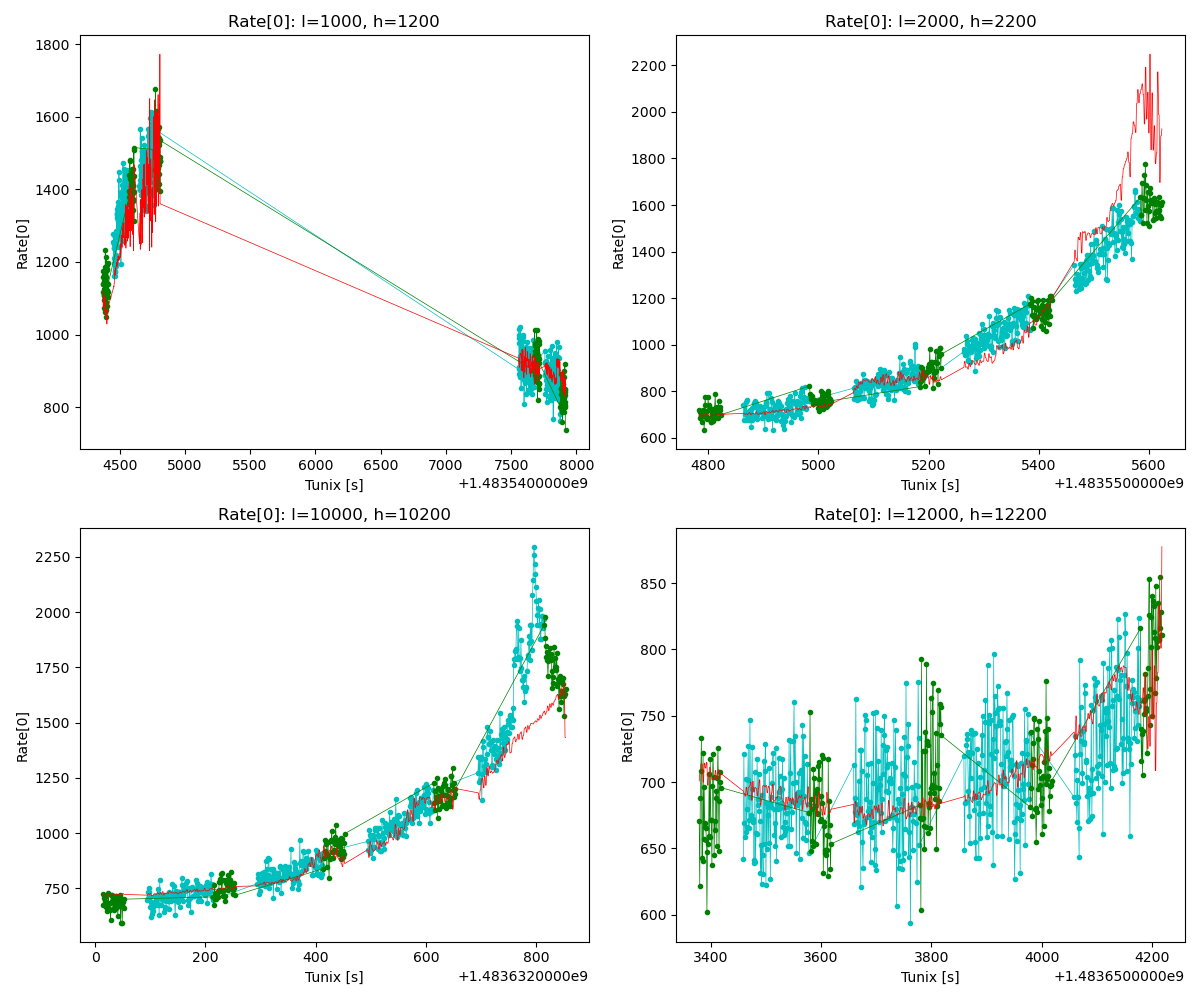 Rate[0]: l=1000, h=1200
Rate[0]
1800
1600
1400
1200
1000
800
4500 5000 5500 6000 6500 7000 7500 8000
Tunix [s]
+1.4835400000e9
Rate[0]: l=2000, h=2200
Rate[0]
2200
2000
1800
1600
1400
1200
1000
800
600
4800 5000 5200 5400 5600
Tunix [s]
+1.4835500000e9
Rate[0]: l=10000, h=10200
Rate[0]
2250
2000
1750
1500
1250
1000
750
0 200 400 600 800
Tunix [s]
+1.4836320000e9
Rate[0]: l=12000, h=12200
Rate[0]
850
800
750
700
650
600
3400 3600 3800 4000 4200
Tunix [s]
+1.4836500000e9